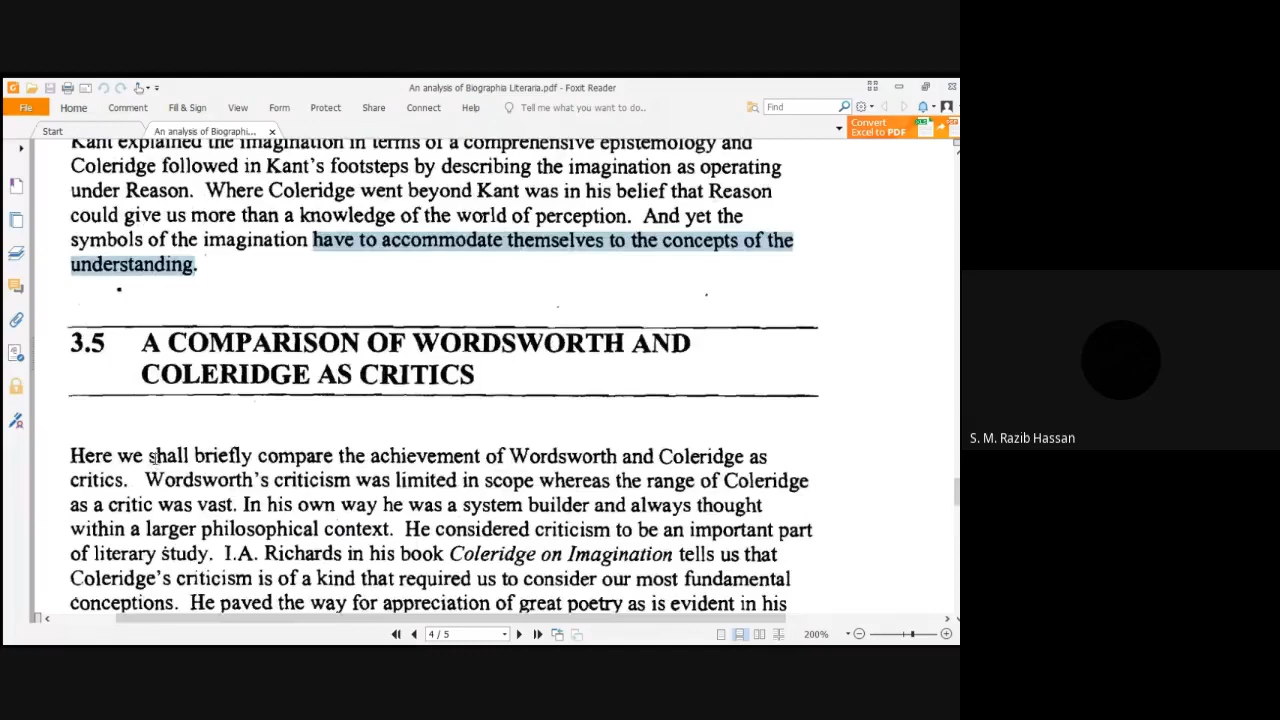 An analysis of Biographia Literaria.pdf - Foxit Reader
File Home Comment Fill & Sign View Form Protect Share Connect Help Tell me what you want to do... Find
Start An analysis of Biographi... Convert Excel to PDF
Kant explained the imagination in terms of a comprehensive epistemology and
Coleridge followed in Kant's footsteps by describing the imagination as operating
under Reason. Where Coleridge went beyond Kant was in his belief that Reason
could give us more than a knowledge of the world of perception. And yet the
symbols of the imagination have to accommodate themselves to the concepts of the
understanding.
3.5 A COMPARISON OF WORDSWORTH AND
COLERIDGE AS CRITICS
Here we shall briefly compare the achievement of Wordsworth and Coleridge as
critics. Wordsworth's criticism was limited in scope whereas the range of Coleridge
as a critic was vast. In his own way he was a system builder and always thought
within a larger philosophical context. He considered criticism to be an important part
of literary study. I.A. Richards in his book Coleridge on Imagination tells us that
Coleridge's criticism is of a kind that required us to consider our most fundamental
conceptions. He paved the way for appreciation of great poetry as is evident in his
4 / 5 200%
S. M. Razib Hassan